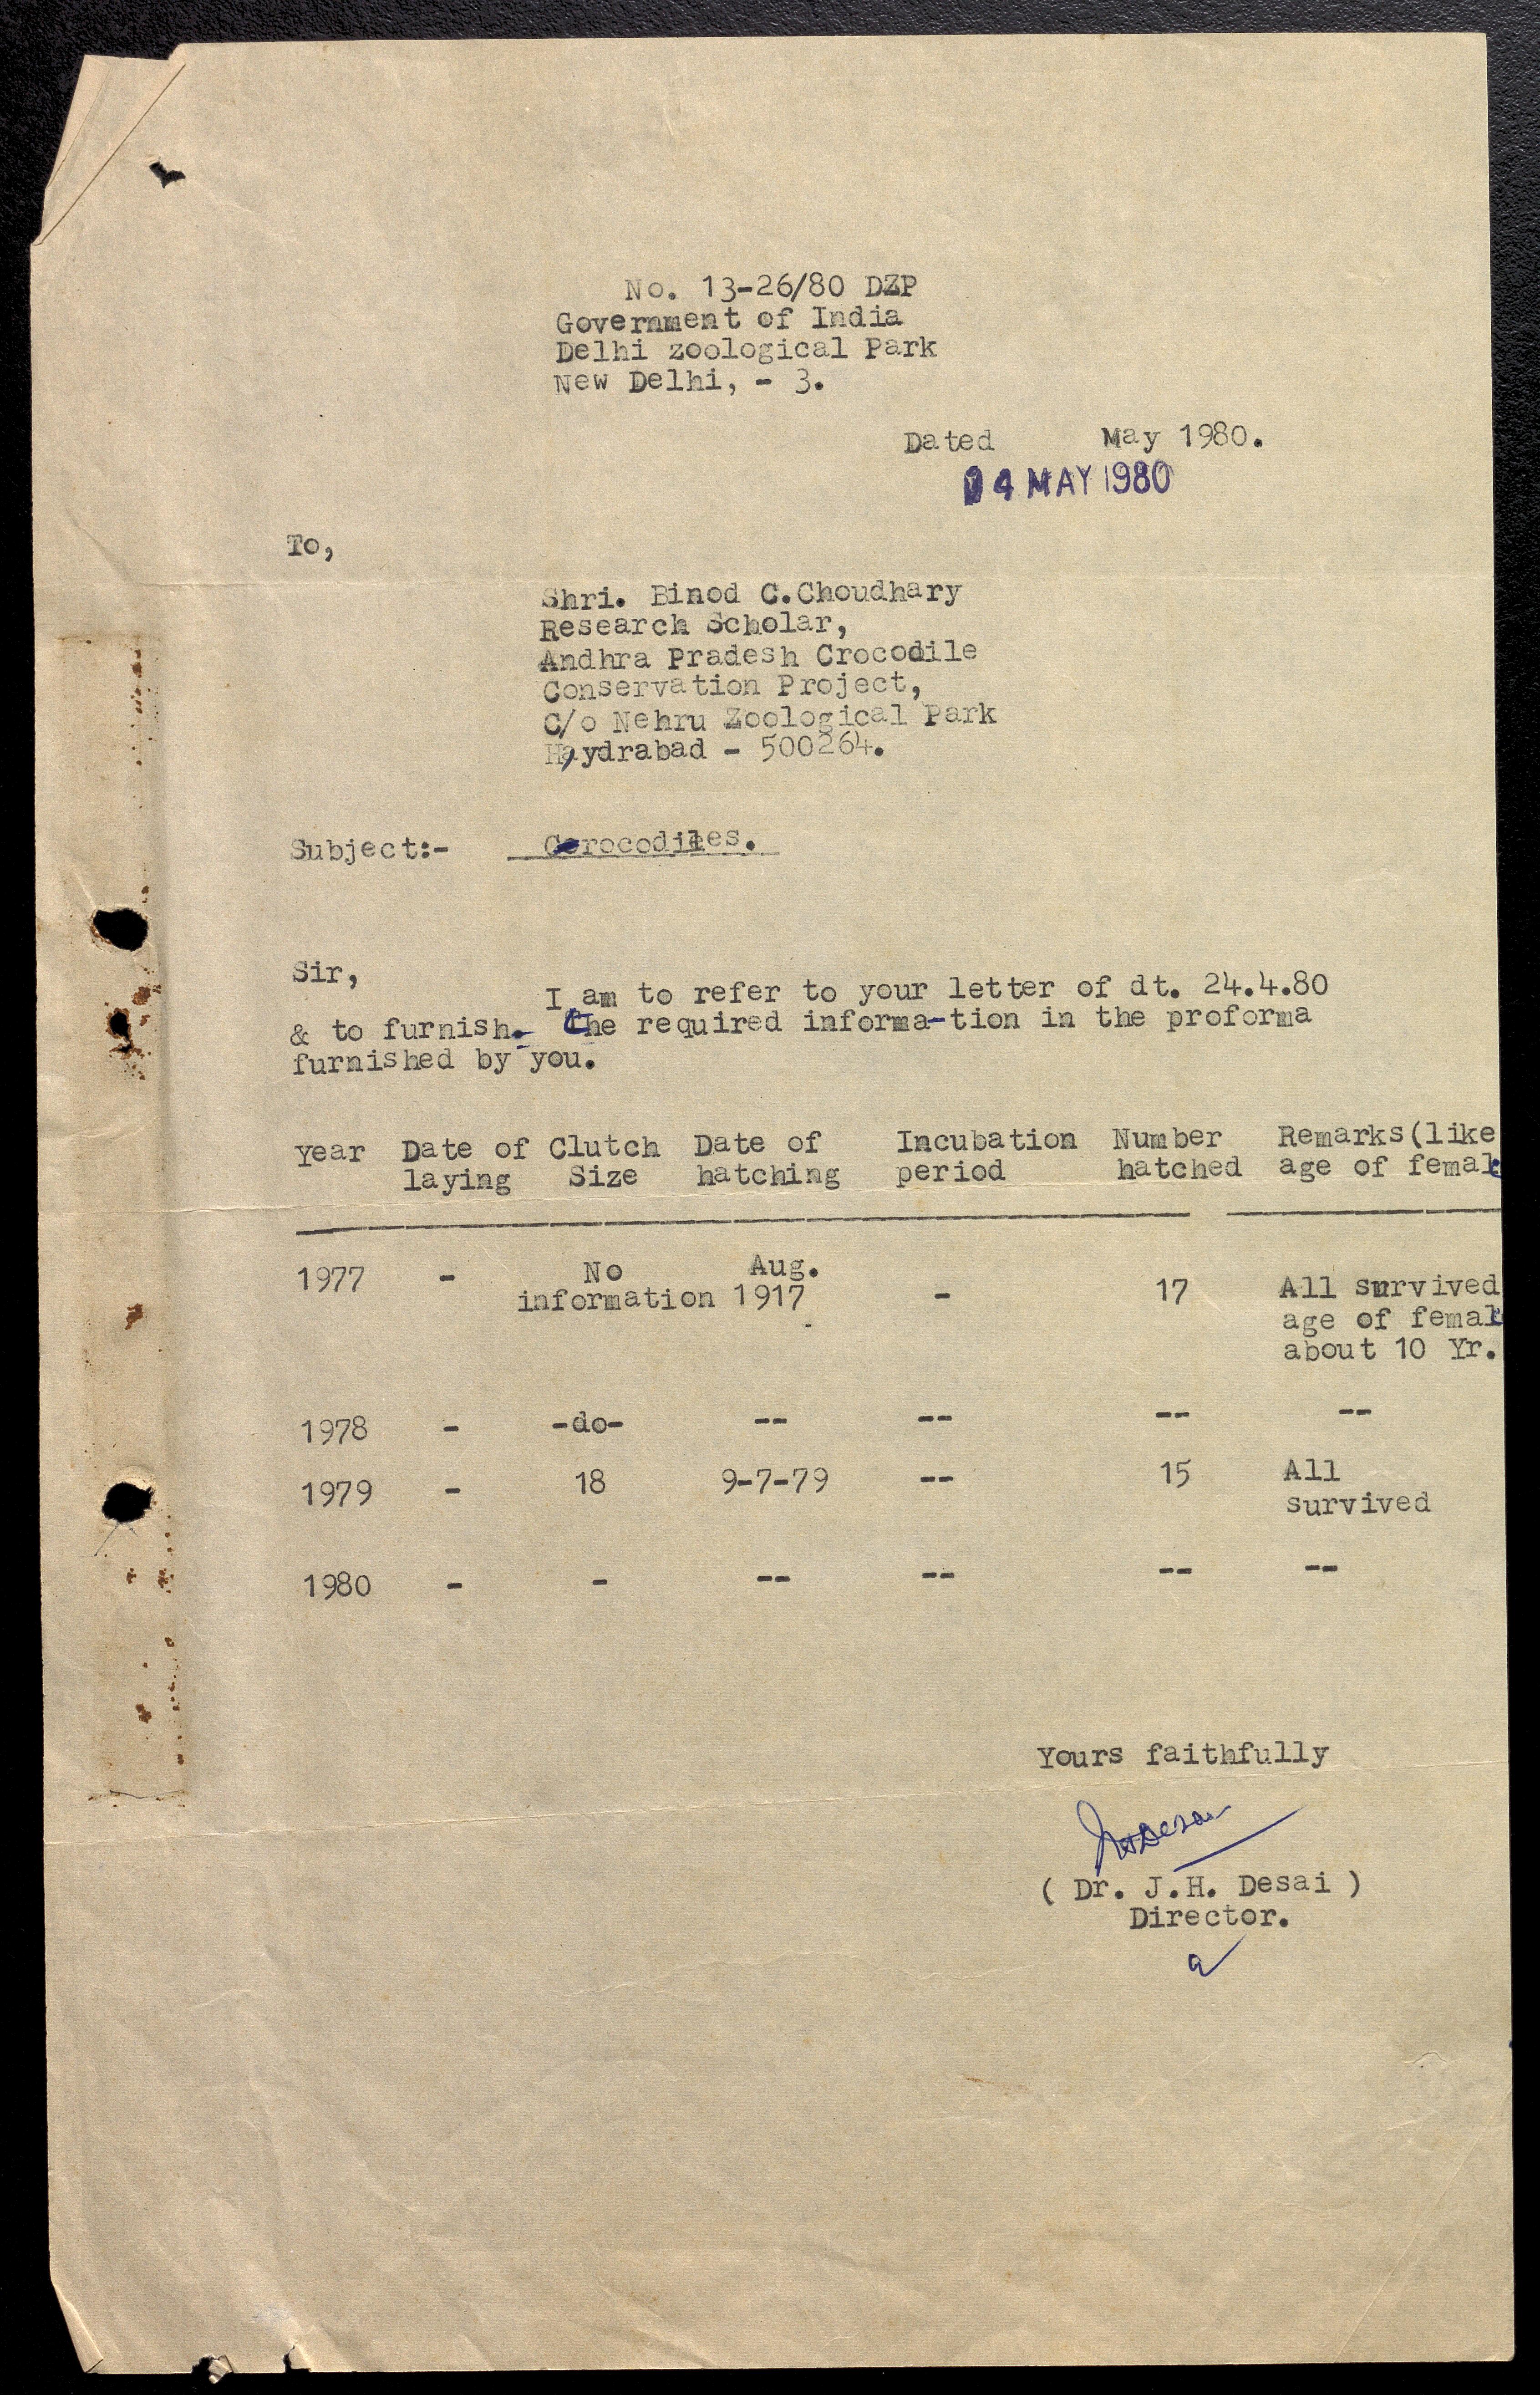 No. 13-26/80 DZP
Government of India
Delhi zoological Park
New Delhi, - 3.
Dated May 1980.
14 MAY 1980
To,
Shri. Binod C.Choudhary
Research Scholar,
Andhra Pradesh Crocodile
Conservation Project,
C/o Nehru Zoological Park
Haydrabad - 500264.
Subject:- Crocodiles.
Sir,
I am to refer to your letter of dt. 24.4.80
& to furnish- the required informa-tion in the proforma
furnished by you.
Year Date of Clutch Date of Incubation Number Remarks(like
laying Size hatching period hatched age of female
1977 - No Aug. - 17 All survived
information 1917 age of female
about 10 Yr.
1978 - -do- -- -- -- --
1979 - 18 9-7-79 -- 15 All
survived
1980 - - -- -- -- --
Yours faithfully
( Dr. J.H. Desai )
Director.